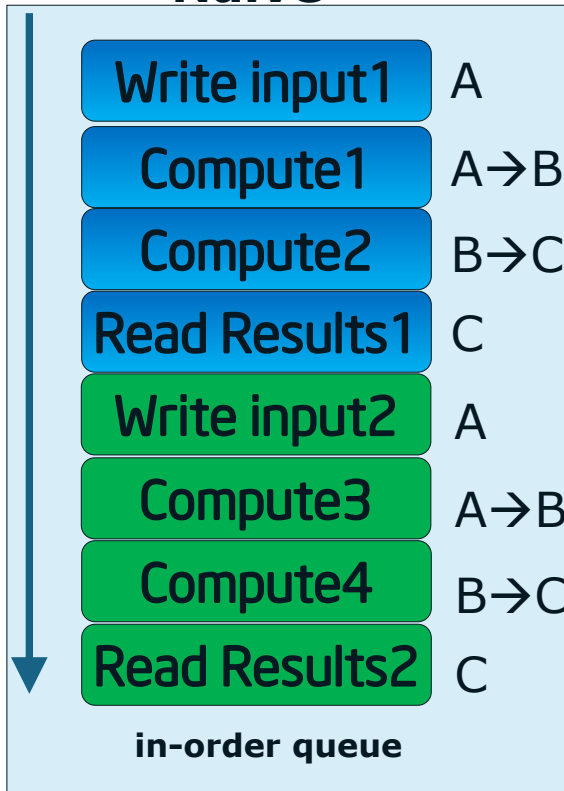 Write input1 A
Compute1 A→B
Compute2 B→C
Read Results1 C
Write input2 A
Compute3 A→B
Compute4 B→C
Read Results2 C
in-order queue